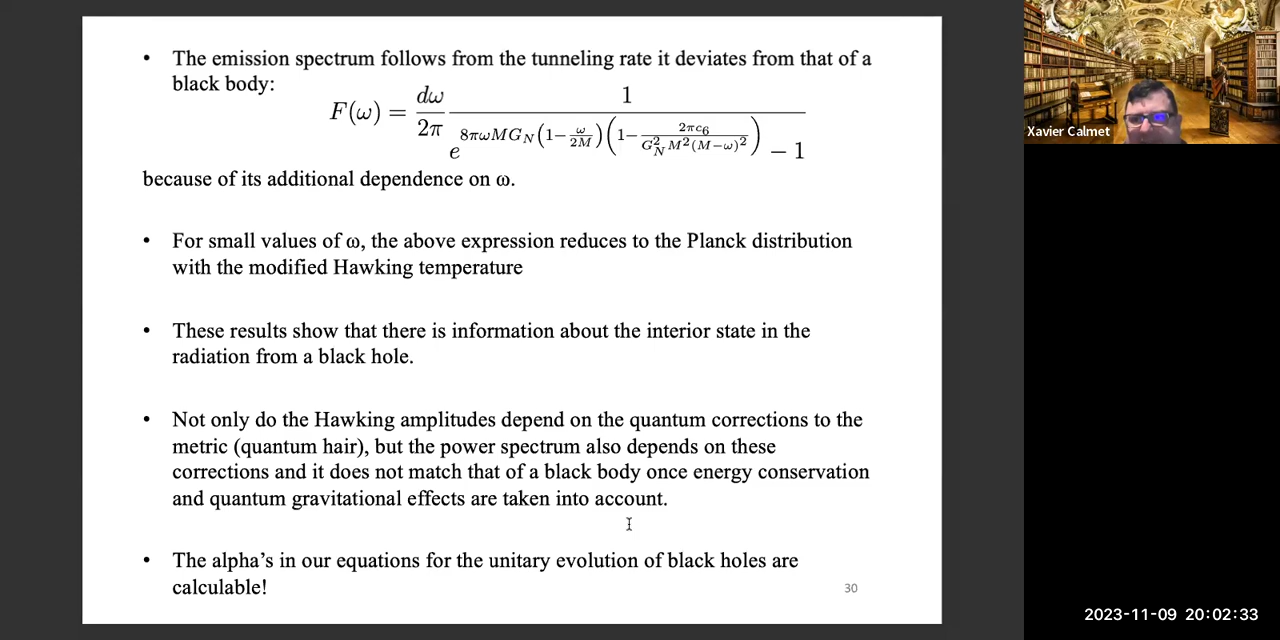 • The emission spectrum follows from the tunneling rate it deviates from that of a
black body:
F(ω) = dω/2π 1/(e^{8πωMG_N(1−ω/2M)(1−2πc_6/(G_N^2M^2(M−ω)^2))} − 1)
because of its additional dependence on ω.
• For small values of ω, the above expression reduces to the Planck distribution
with the modified Hawking temperature
• These results show that there is information about the interior state in the
radiation from a black hole.
• Not only do the Hawking amplitudes depend on the quantum corrections to the
metric (quantum hair), but the power spectrum also depends on these
corrections and it does not match that of a black body once energy conservation
and quantum gravitational effects are taken into account.
• The alpha’s in our equations for the unitary evolution of black holes are
calculable!
30
Xavier Calmet
2023-11-09 20:02:33